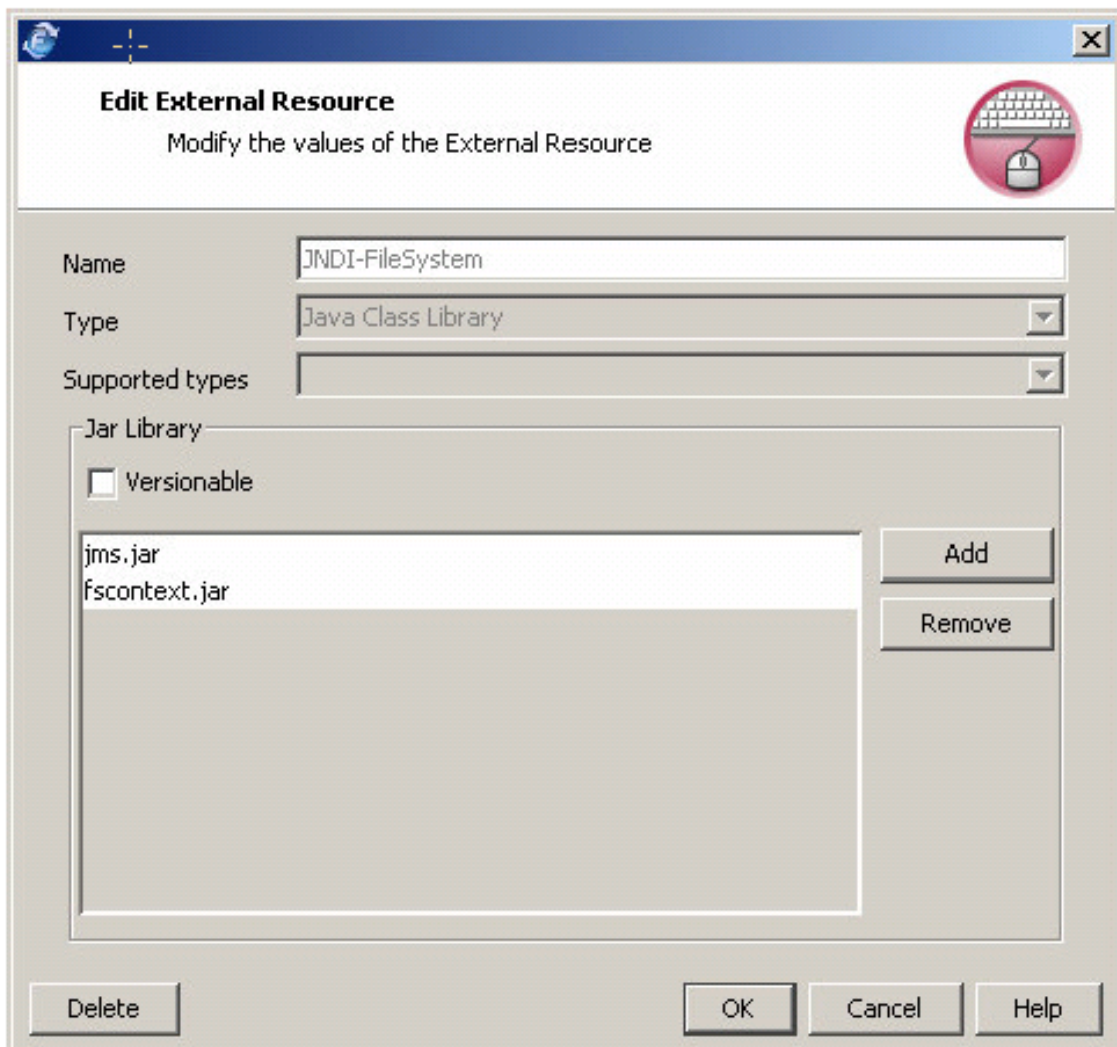 Edit External Resource
Modify the values of the External Resource
Name
JNDI-FileSystem
Type
Java Class Library
Supported types
Jar Library
Versionable
jms.jar
fscontext.jar
Add
Remove
Delete
OK
Cancel
Help